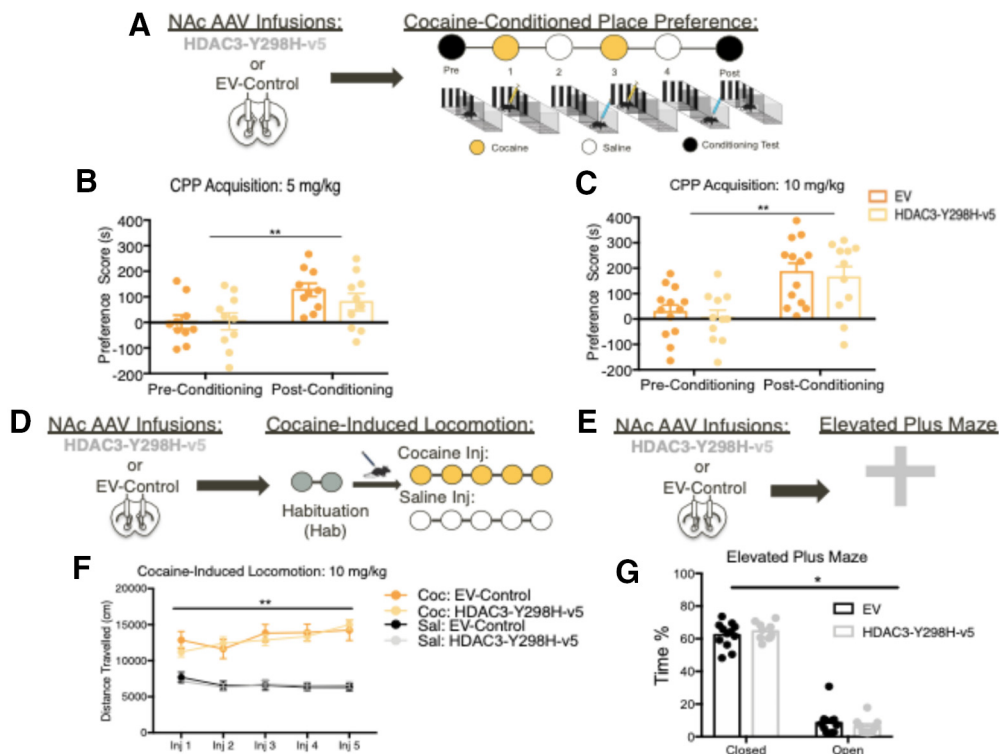 A
NAc AAV Infusions:
HDAC3-Y298H-v5
or
EV-Control
Cocaine-Conditioned Place Preference:
Pre 1 2 3 4 Post
Cocaine Saline Conditioning Test
B
CPP Acquisition: 5 mg/kg
**
Preference Score (s)
400
300
200
100
0
-100
-200
Pre-Conditioning Post-Conditioning
C
CPP Acquisition: 10 mg/kg
**
EV
HDAC3-Y298H-v5
Preference Score (s)
400
300
200
100
0
-100
-200
Pre-Conditioning Post-Conditioning
D
NAc AAV Infusions:
HDAC3-Y298H-v5
or
EV-Control
Cocaine-Induced Locomotion:
Habituation
(Hab)
Cocaine Inj:
Saline Inj:
E
NAc AAV Infusions:
HDAC3-Y298H-v5
or
EV-Control
Elevated Plus Maze
F
Cocaine-Induced Locomotion: 10 mg/kg
**
Distance Travelled (cm)
20000
15000
10000
5000
0
Inj 1 Inj 2 Inj 3 Inj 4 Inj 5
Coc: EV-Control
Coc: HDAC3-Y298H-v5
Sal: EV-Control
Sal: HDAC3-Y298H-v5
G
Elevated Plus Maze
*
EV
HDAC3-Y298H-v5
Time %
100
80
60
40
20
0
Closed Open